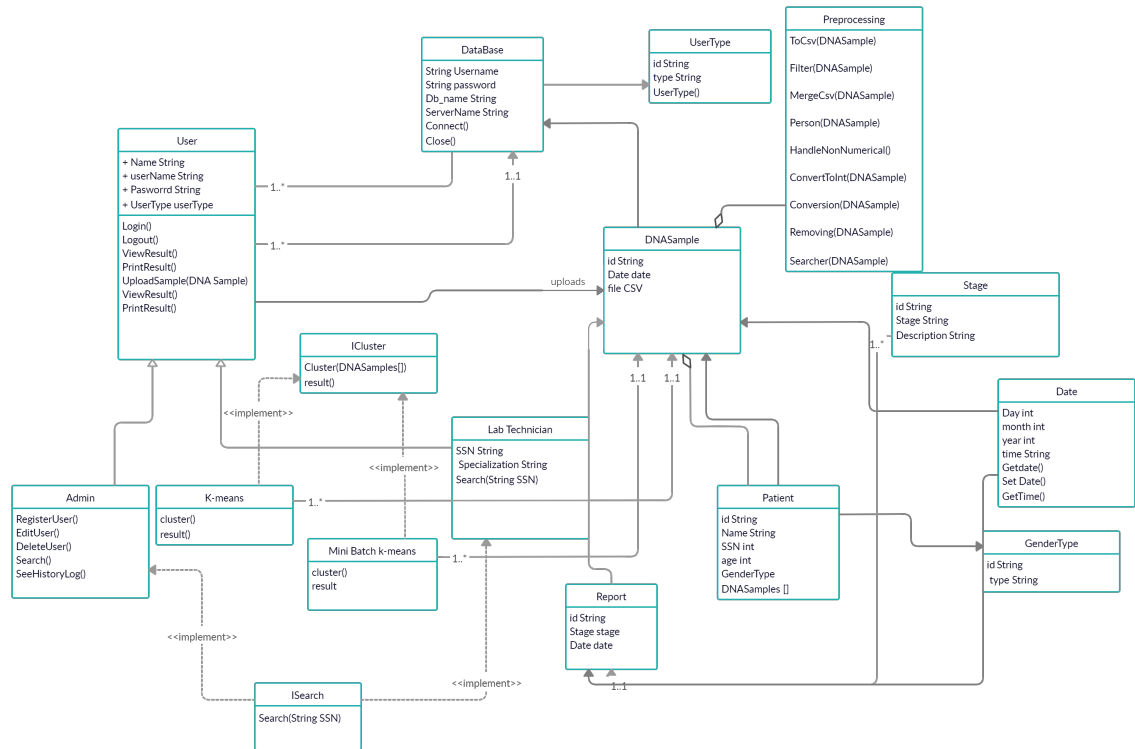 Preprocessing
ToCsv(DNASample)
Filter(DNASample)
MergeCsv(DNASample)
Person(DNASample)
HandleNonNumerical()
ConvertToInt(DNASample)
Conversion(DNASample)
Removing(DNASample)
Searcher(DNASample)
UserType
id String
type String
UserType()
DataBase
String Username
String password
Db_name String
ServerName String
Connect()
Close()
User
+ Name String
+ userName String
+ Pasworrd String
+ UserType userType
Login()
Logout()
ViewResult()
PrintResult()
UploadSample(DNA Sample)
ViewResult()
PrintResult()
1..*
1..1
1..*
uploads
DNASample
id String
Date date
file CSV
Stage
id String
Stage String
Description String
1..*
ICluster
Cluster(DNASamples[])
result()
1..1
1..1
<<implement>>
<<implement>>
Date
Day int
month int
year int
time String
Getdate()
Set Date()
GetTime()
Lab Technician
SSN String
Specialization String
Search(String SSN)
Admin
RegisterUser()
EditUser()
DeleteUser()
Search()
SeeHistoryLog()
K-means
cluster()
result()
1..*
Mini Batch k-means
cluster()
result
1..*
Patient
id String
Name String
SSN int
age int
GenderType
DNASamples []
GenderType
id String
type String
Report
id String
Stage stage
Date date
1..1
<<implement>>
<<implement>>
ISearch
Search(String SSN)